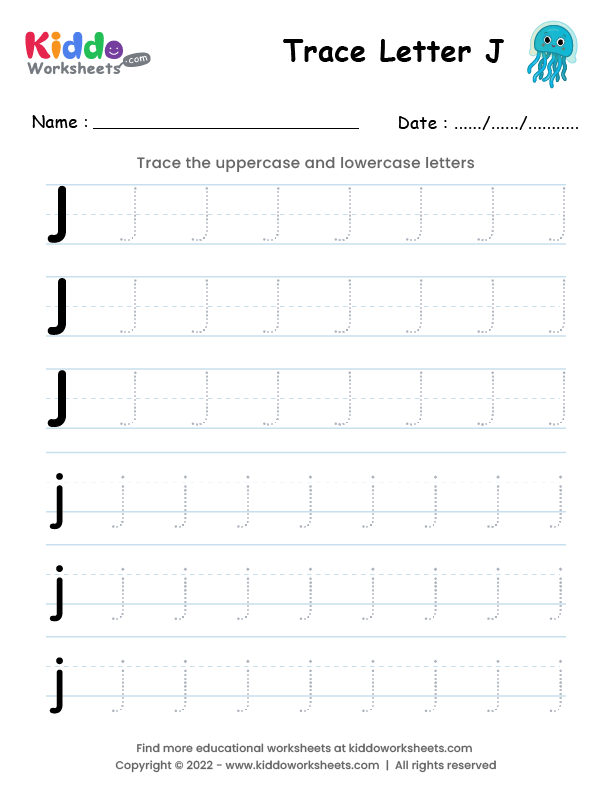 Kiddo
Worksheets .com
Trace Letter J
Name : 
Date : ....../....../...........
Trace the uppercase and lowercase letters
J J J J J J J J
J J J J J J J J
J J J J J J J J
j j j j j j j j j
j j j j j j j j j
j j j j j j j j j
Find more educational worksheets at kiddoworksheets.com
Copyright © 2022 - www.kiddoworksheets.com | All rights reserved